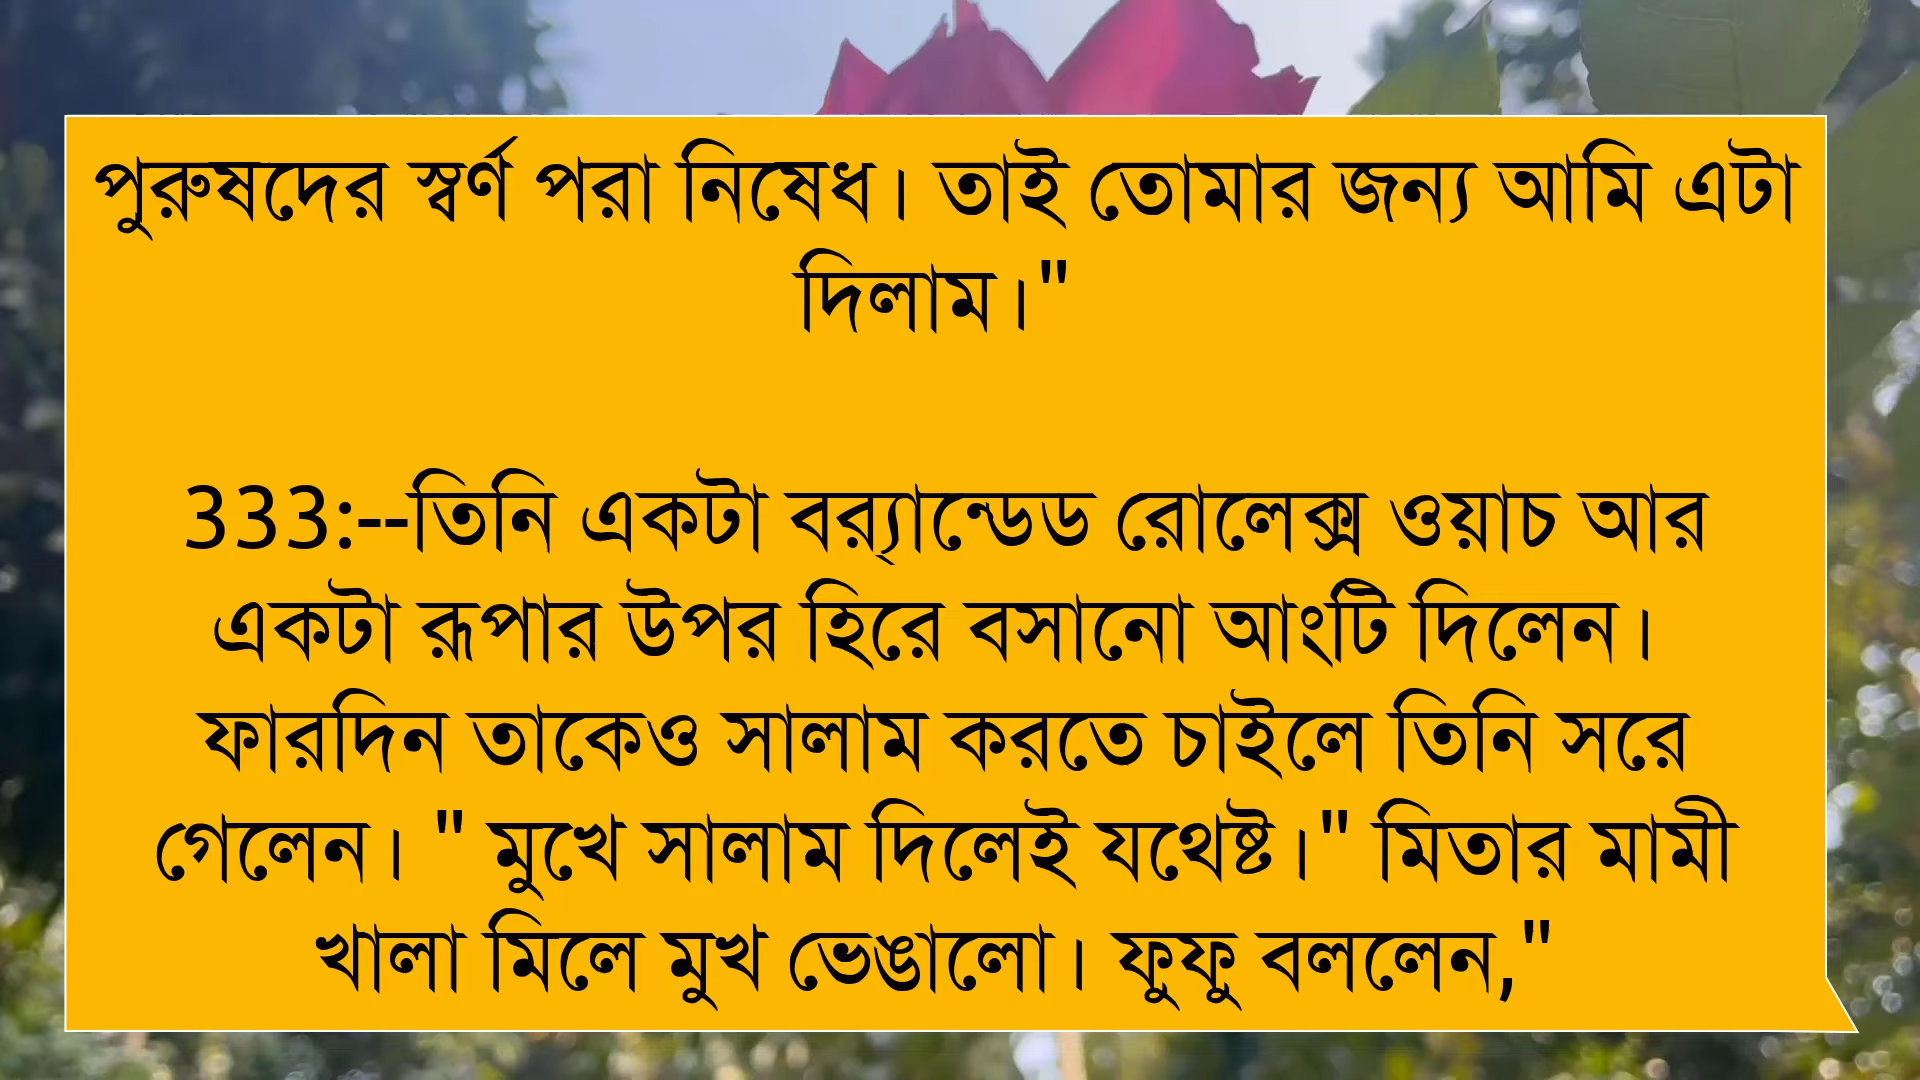 পুরুষদের স্বর্ণ পরা নিষেধ। তাই তোমার জন্য আমি এটা
দিলাম।"
333:--তিনি একটা বর‍্যান্ডেড রোলেক্স ওয়াচ আর
একটা রূপার উপর হিরে বসানো আংটি দিলেন।
ফারদিন তাকেও সালাম করতে চাইলে তিনি সরে
গেলেন। " মুখে সালাম দিলেই যথেষ্ট।" মিতার মামী
খালা মিলে মুখ ভেঙালো। ফুফু বললেন,"